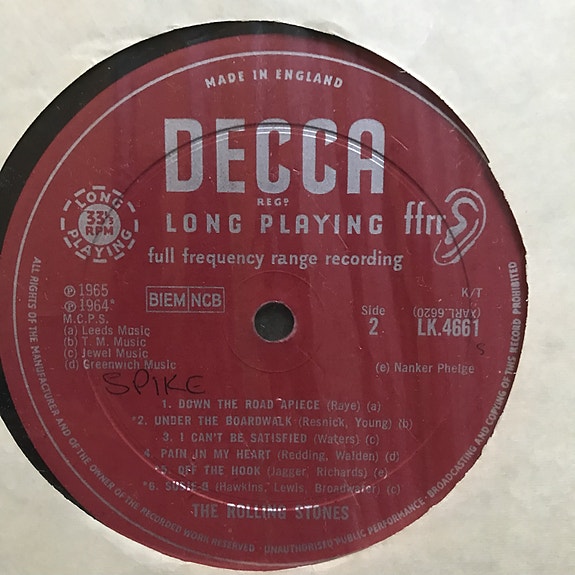 MADE IN ENGLAND
DECCA
REGD
LONG PLAYING
ffrr
full frequency range recording
LONG
33⅓
RPM
PLAYING
℗ 1965
℗ 1964*
M.C.P.S.
(a) Leeds Music
(b) T. M. Music
(c) Jewel Music
(d) Greenwich Music
BIEM NCB
K/T
(XARL.6620)
Side
2
LK.4661
S
(e) Nanker Phelge
SPIKE
1. DOWN THE ROAD APIECE (Raye) (a)
*2. UNDER THE BOARDWALK (Resnick, Young) (b)
*3. I CAN'T BE SATISFIED (Waters) (c)
4. PAIN IN MY HEART (Redding, Walden) (d)
*5. OFF THE HOOK (Jagger, Richards) (e)
*6. SUSIE-Q (Hawkins, Lewis, Broadwater) (c)
THE ROLLING STONES
ALL RIGHTS OF THE MANUFACTURER AND OF THE OWNER OF THE RECORDED WORK RESERVED · UNAUTHORISED PUBLIC PERFORMANCE · BROADCASTING AND COPYING OF THIS RECORD PROHIBITED